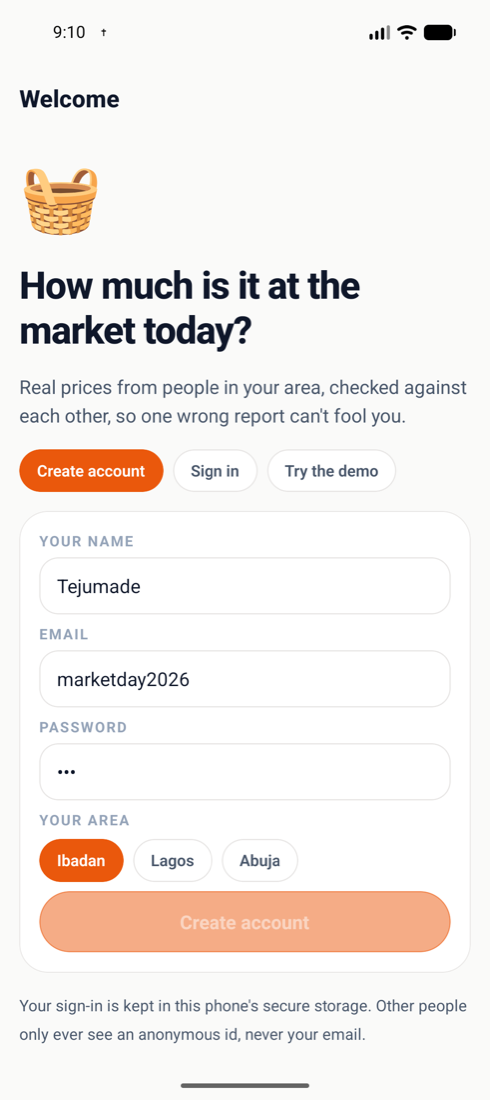 9:10
Welcome
How much is it at the
market today?
Real prices from people in your area, checked against
each other, so one wrong report can't fool you.
Create account
Sign in
Try the demo
YOUR NAME
Tejumade
EMAIL
marketday2026
PASSWORD
•••
YOUR AREA
Ibadan
Lagos
Abuja
Create account
Your sign-in is kept in this phone's secure storage. Other people
only ever see an anonymous id, never your email.